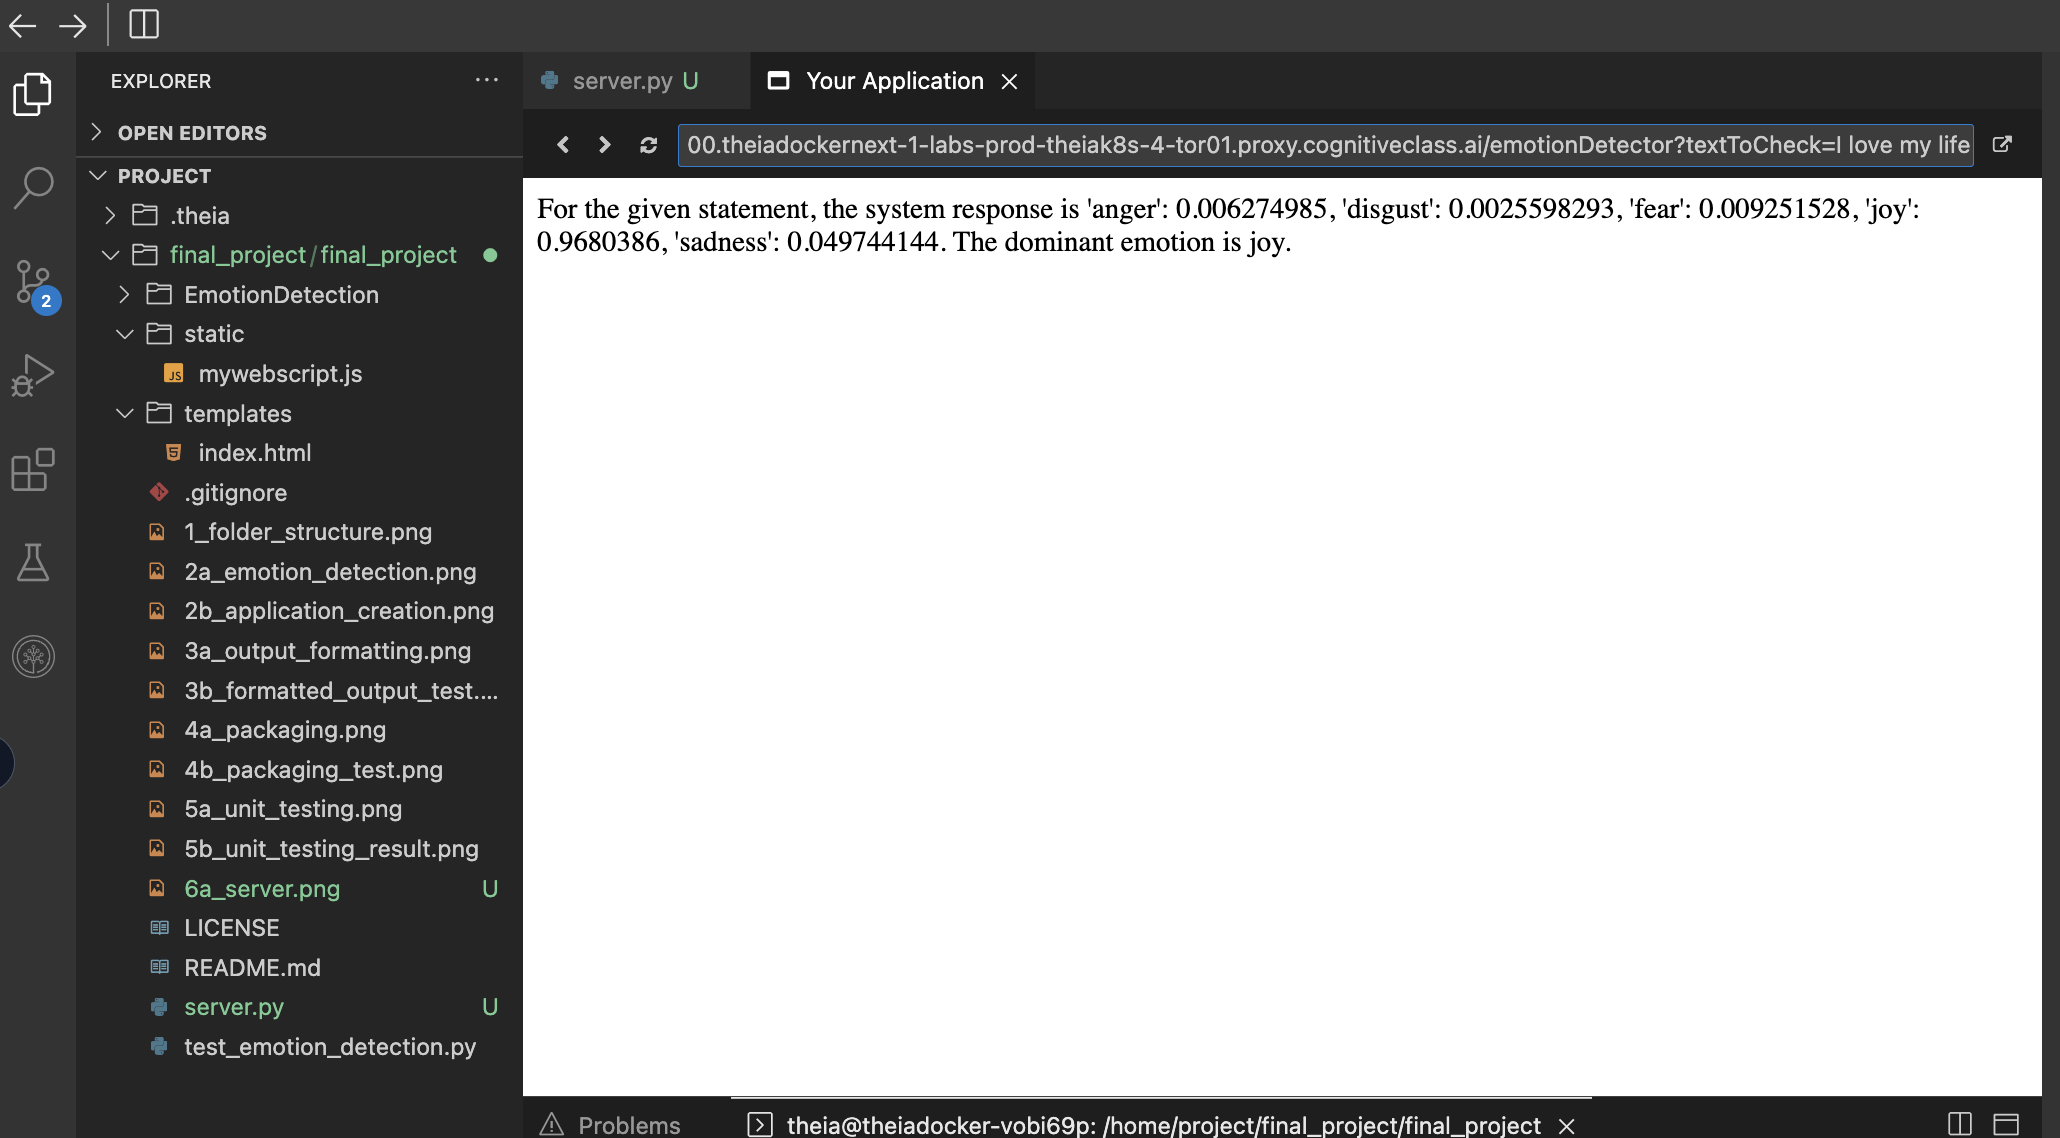 EXPLORER
server.py U
Your Application
OPEN EDITORS
00.theiadockernext-1-labs-prod-theiak8s-4-tor01.proxy.cognitiveclass.ai/emotionDetector?textToCheck=I love my life
PROJECT
.theia
final_project/final_project
EmotionDetection
static
mywebscript.js
JS
templates
index.html
.gitignore
1_folder_structure.png
2a_emotion_detection.png
2b_application_creation.png
3a_output_formatting.png
3b_formatted_output_test....
4a_packaging.png
4b_packaging_test.png
5a_unit_testing.png
5b_unit_testing_result.png
6a_server.png U
LICENSE
README.md
server.py U
test_emotion_detection.py
2
For the given statement, the system response is 'anger': 0.006274985, 'disgust': 0.0025598293, 'fear': 0.009251528, 'joy':
0.9680386, 'sadness': 0.049744144. The dominant emotion is joy.
Problems
theia@theiadocker-vobi69p: /home/project/final_project/final_project